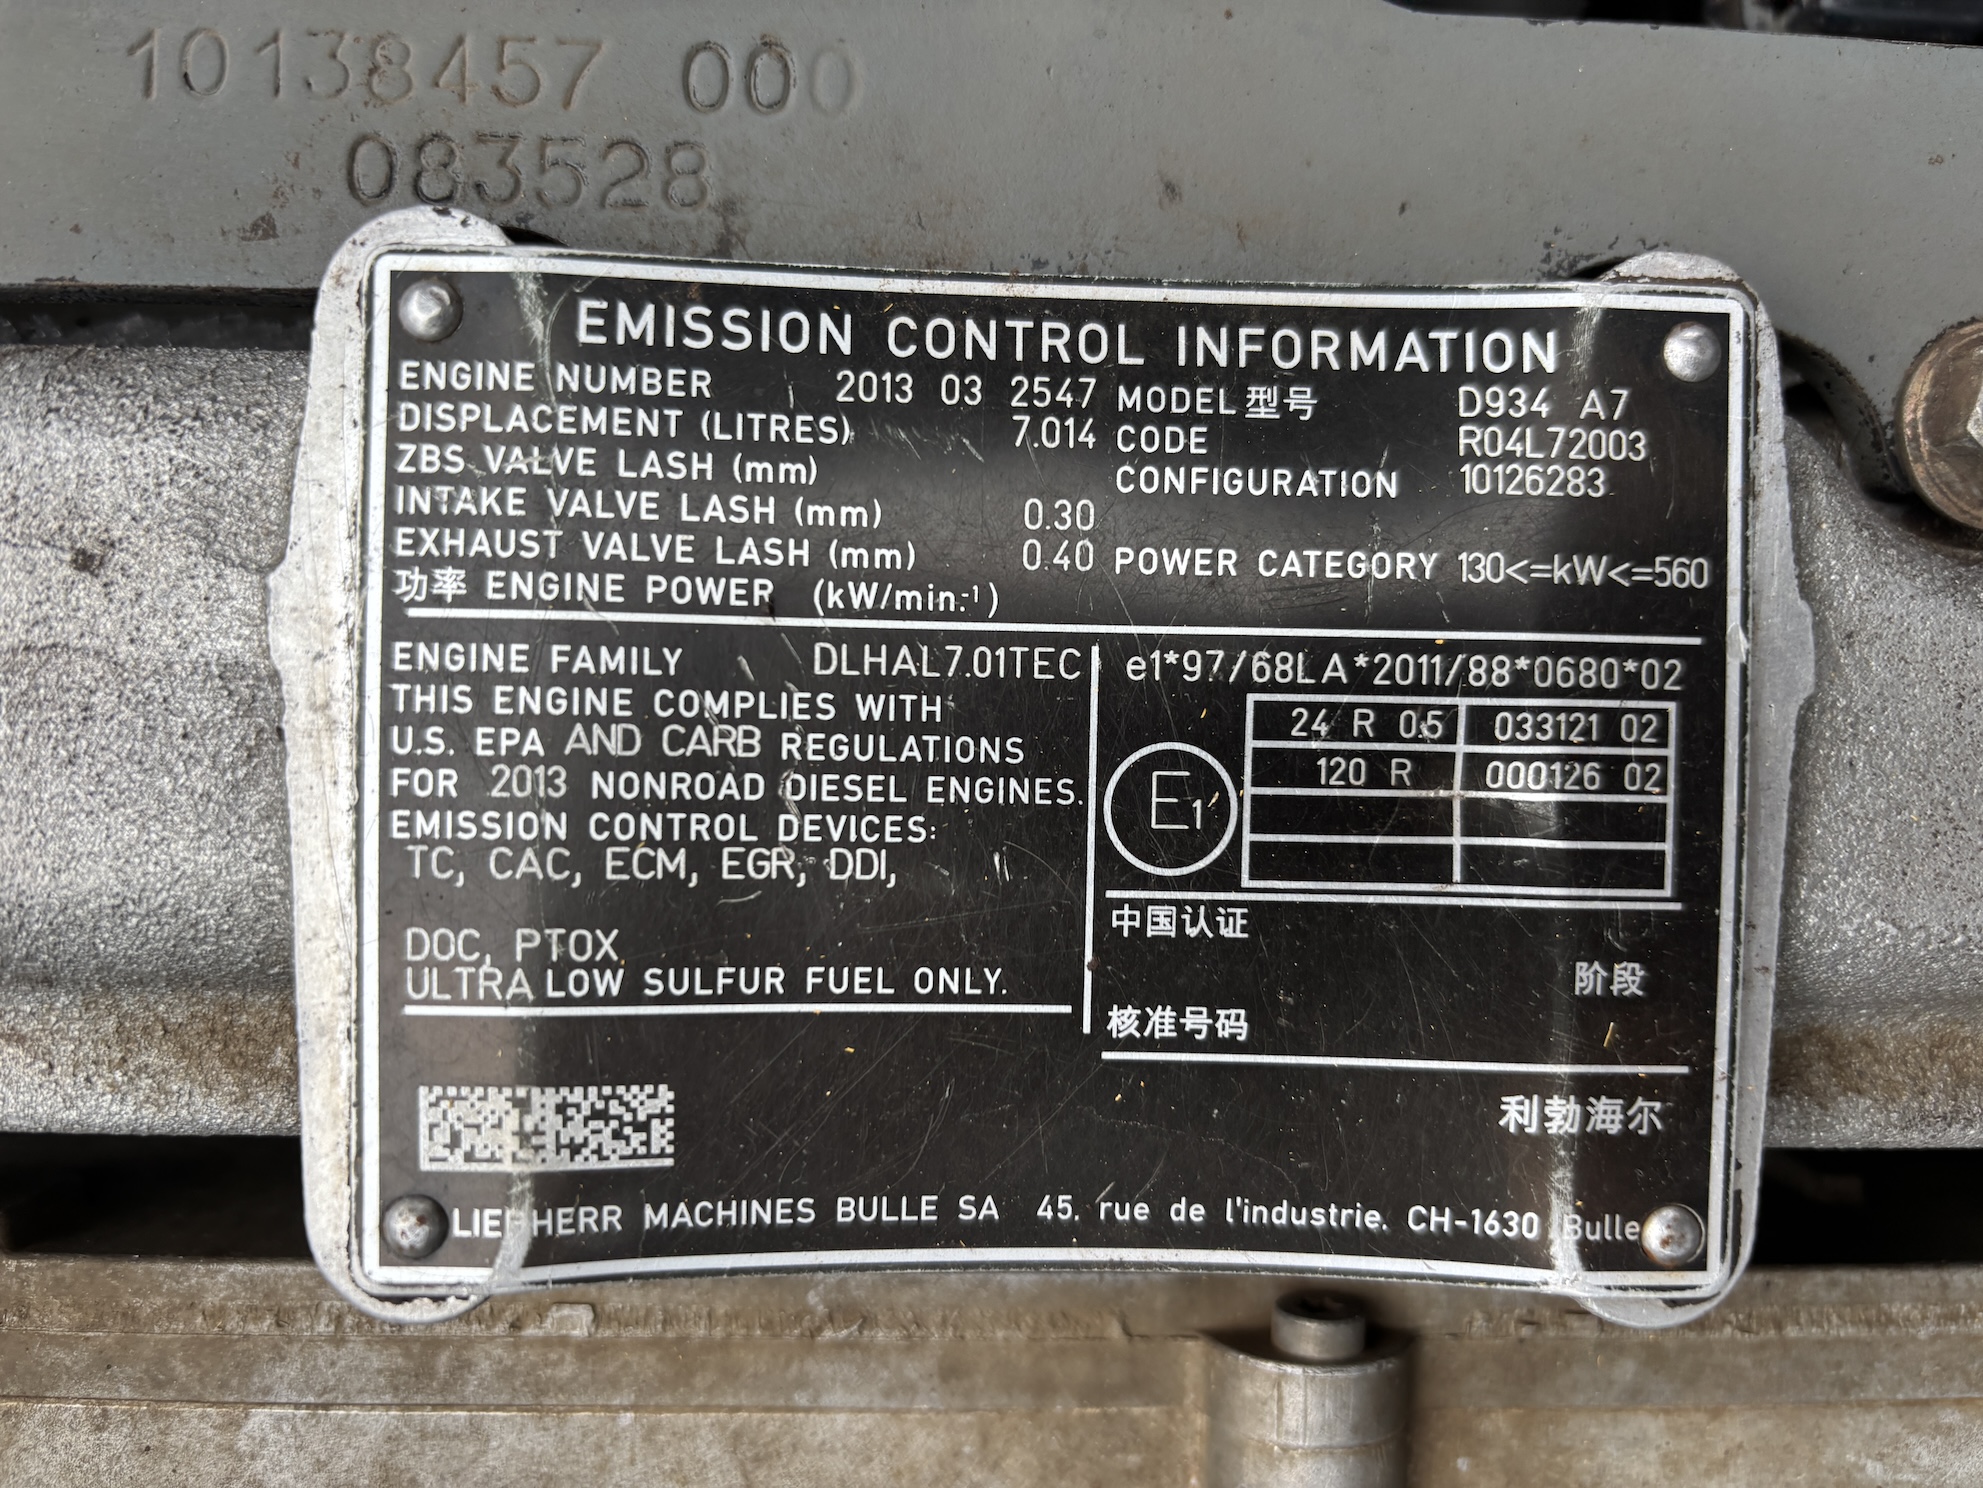 10138457 000
083528
EMISSION CONTROL INFORMATION
ENGINE NUMBER 2013 03 2547 MODEL 型号 D934 A7
DISPLACEMENT (LITRES) 7.014 CODE R04L72003
ZBS VALVE LASH (mm) CONFIGURATION 10126283
INTAKE VALVE LASH (mm) 0.30
EXHAUST VALVE LASH (mm) 0.40 POWER CATEGORY 130<=kW<=560
功率 ENGINE POWER (kW/min.⁻¹)
ENGINE FAMILY DLHAL7.01TEC
THIS ENGINE COMPLIES WITH
U.S. EPA AND CARB REGULATIONS
FOR 2013 NONROAD DIESEL ENGINES.
EMISSION CONTROL DEVICES:
TC, CAC, ECM, EGR, DDI,
DOC, PTOX
ULTRA LOW SULFUR FUEL ONLY.
e1*97/68LA*2011/88*0680*02
E1
24 R 05 033121 02
120 R 000126 02
中国认证
阶段
核准号码
利勃海尔
LIEBHERR MACHINES BULLE SA 45, rue de l'industrie. CH-1630 Bulle